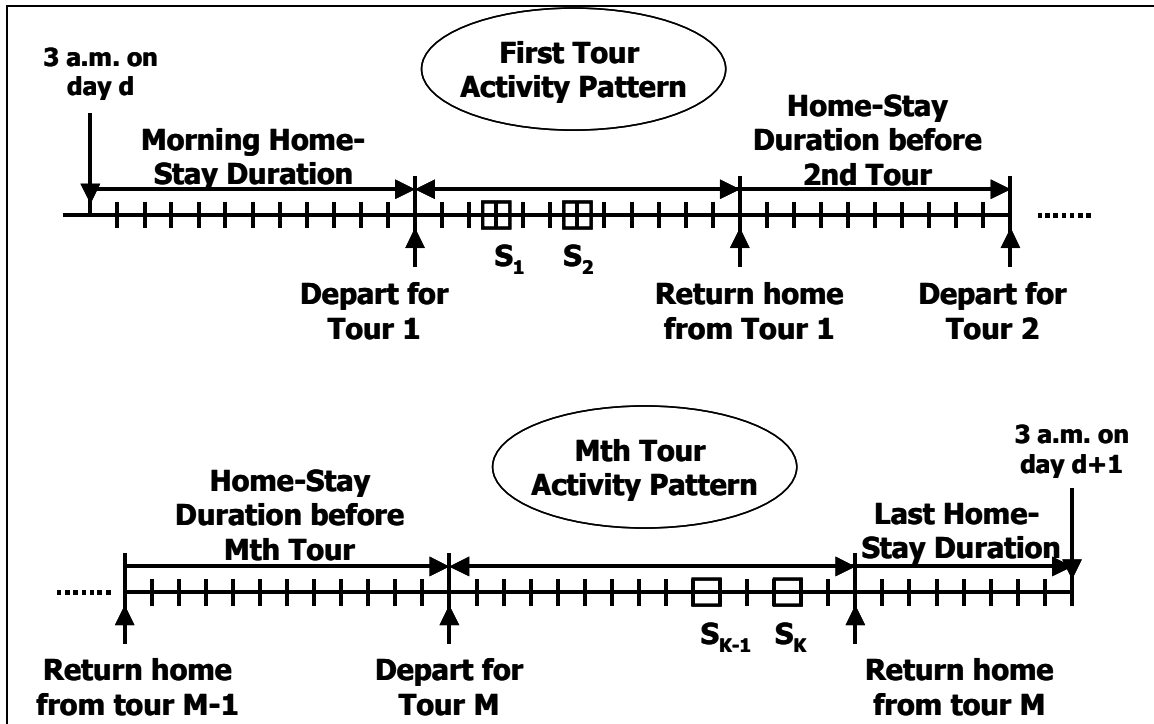 3 a.m. on
day d
First Tour
Activity Pattern
Morning Home-
Stay Duration
Home-Stay
Duration before
2nd Tour
........
S1
S2
Depart for
Tour 1
Return home
from Tour 1
Depart for
Tour 2
Mth Tour
Activity Pattern
3 a.m. on
day d+1
Home-Stay
Duration before
Mth Tour
Last Home-
Stay Duration
........
SK-1
SK
Return home
from tour M-1
Depart for
Tour M
Return home
from tour M